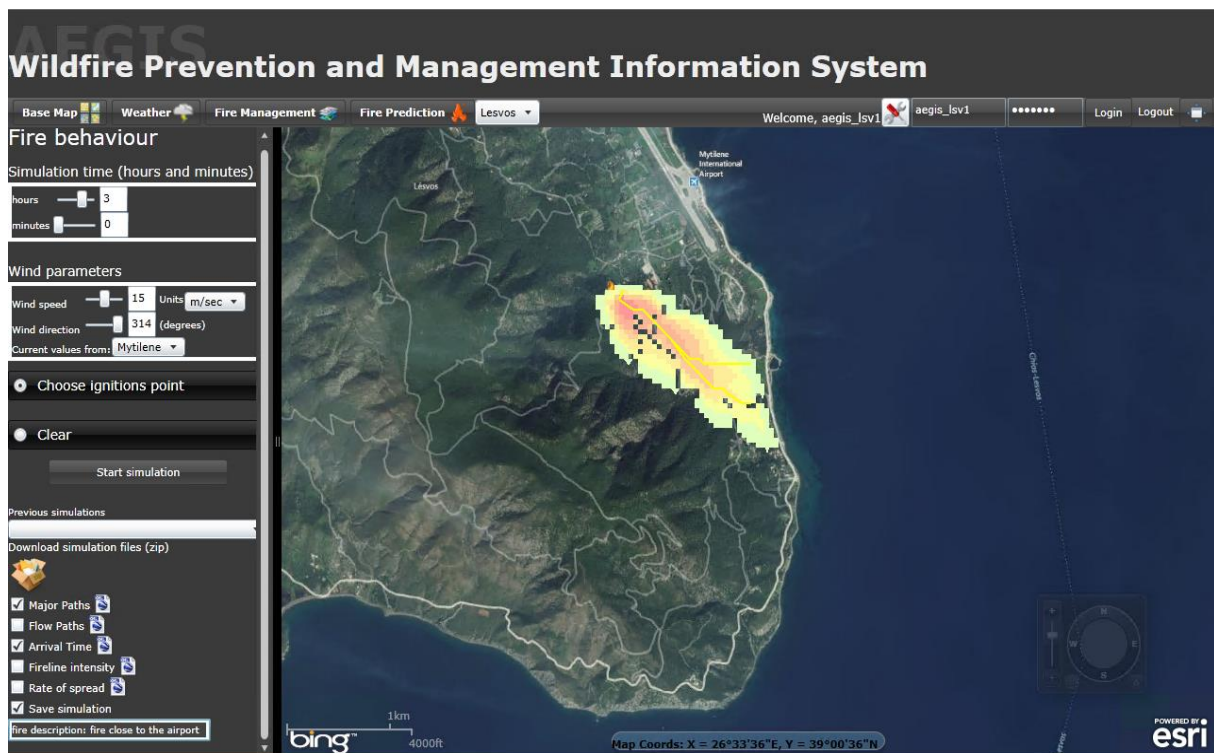 AEGIS
Wildfire Prevention and Management Information System
Base Map Weather Fire Management Fire Prediction Lesvos Welcome, aegis_lsv1 aegis_lsv1 ••••••• Login Logout
Fire behaviour
Simulation time (hours and minutes)
hours 3
minutes 0
Wind parameters
Wind speed 15 Units m/sec
Wind direction 314 (degrees)
Current values from: Mytilene
Choose ignitions point
Clear
Start simulation
Previous simulations
Download simulation files (zip)
Major Paths
Flow Paths
Arrival Time
Fireline intensity
Rate of spread
Save simulation
fire description: fire close to the airport
Mytilene
International
Airport
Lésvos
Chios-Lesvos
N
W E
S
1km
4000ft
bing™
Map Coords: X = 26°33'36"E, Y = 39°00'36"N
POWERED BY
esri